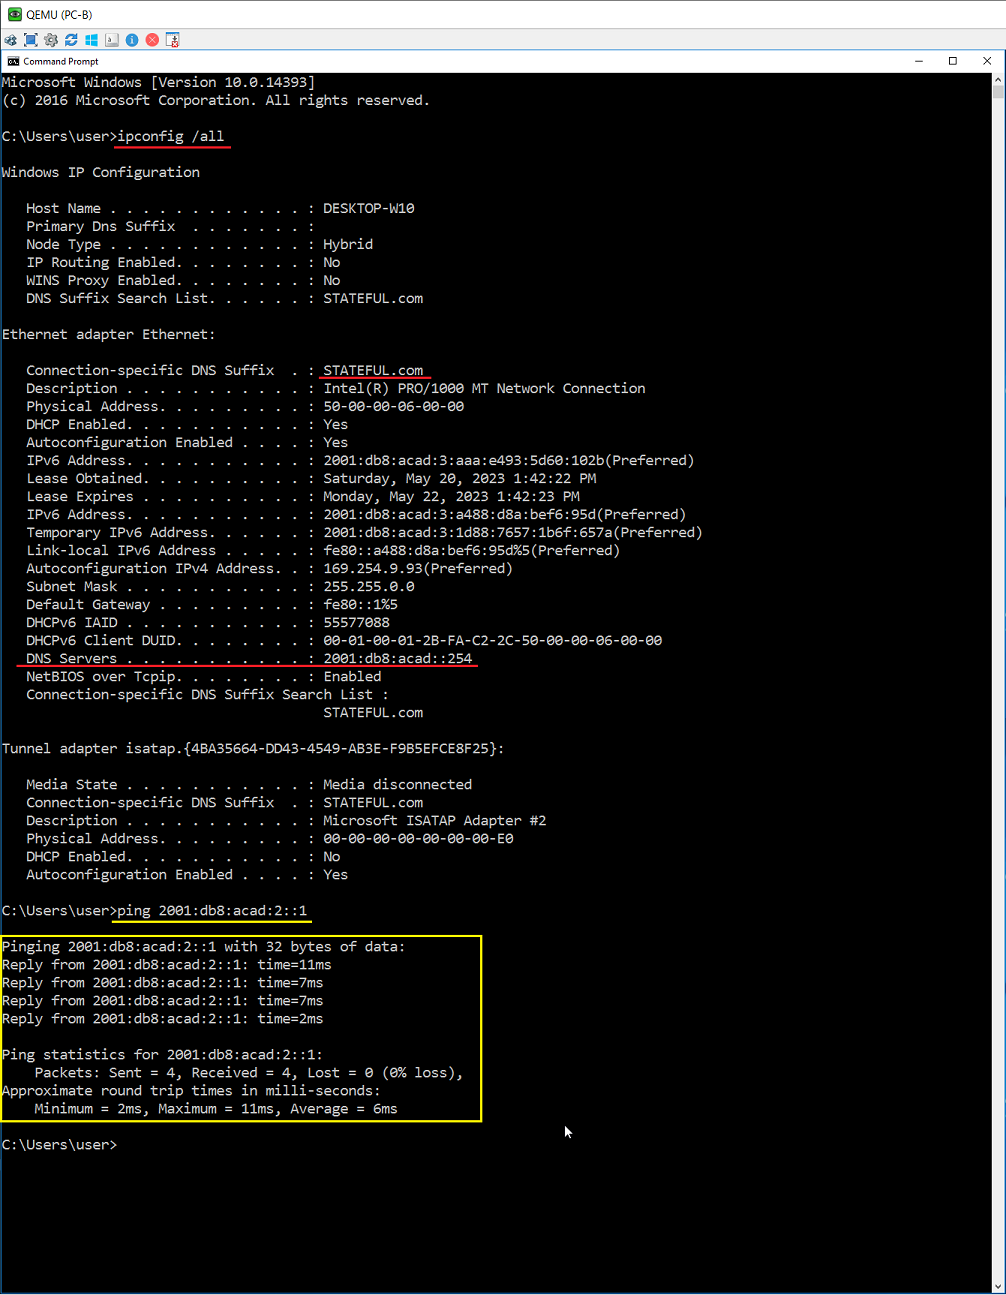 QEMU (PC-B)
Command Prompt
Microsoft Windows [Version 10.0.14393]
(c) 2016 Microsoft Corporation. All rights reserved.
C:\Users\user>ipconfig /all
Windows IP Configuration
Host Name . . . . . . . . . . . . : DESKTOP-W10
Primary Dns Suffix  . . . . . . . :
Node Type . . . . . . . . . . . . : Hybrid
IP Routing Enabled. . . . . . . . : No
WINS Proxy Enabled. . . . . . . . : No
DNS Suffix Search List. . . . . . : STATEFUL.com
Ethernet adapter Ethernet:
Connection-specific DNS Suffix  . : STATEFUL.com
Description . . . . . . . . . . . : Intel(R) PRO/1000 MT Network Connection
Physical Address. . . . . . . . . : 50-00-00-06-00-00
DHCP Enabled. . . . . . . . . . . : Yes
Autoconfiguration Enabled . . . . : Yes
IPv6 Address. . . . . . . . . . . : 2001:db8:acad:3:aaa:e493:5d60:102b(Preferred)
Lease Obtained. . . . . . . . . . : Saturday, May 20, 2023 1:42:22 PM
Lease Expires . . . . . . . . . . : Monday, May 22, 2023 1:42:23 PM
IPv6 Address. . . . . . . . . . . : 2001:db8:acad:3:a488:d8a:bef6:95d(Preferred)
Temporary IPv6 Address. . . . . . : 2001:db8:acad:3:1d88:7657:1b6f:657a(Preferred)
Link-local IPv6 Address . . . . . : fe80::a488:d8a:bef6:95d%5(Preferred)
Autoconfiguration IPv4 Address. . : 169.254.9.93(Preferred)
Subnet Mask . . . . . . . . . . . : 255.255.0.0
Default Gateway . . . . . . . . . : fe80::1%5
DHCPv6 IAID . . . . . . . . . . . : 55577088
DHCPv6 Client DUID. . . . . . . . : 00-01-00-01-2B-FA-C2-2C-50-00-00-06-00-00
DNS Servers . . . . . . . . . . . : 2001:db8:acad::254
NetBIOS over Tcpip. . . . . . . . : Enabled
Connection-specific DNS Suffix Search List :
STATEFUL.com
Tunnel adapter isatap.{4BA35664-DD43-4549-AB3E-F9B5EFCE8F25}:
Media State . . . . . . . . . . . : Media disconnected
Connection-specific DNS Suffix  . : STATEFUL.com
Description . . . . . . . . . . . : Microsoft ISATAP Adapter #2
Physical Address. . . . . . . . . : 00-00-00-00-00-00-00-E0
DHCP Enabled. . . . . . . . . . . : No
Autoconfiguration Enabled . . . . : Yes
C:\Users\user>ping 2001:db8:acad:2::1
Pinging 2001:db8:acad:2::1 with 32 bytes of data:
Reply from 2001:db8:acad:2::1: time=11ms
Reply from 2001:db8:acad:2::1: time=7ms
Reply from 2001:db8:acad:2::1: time=7ms
Reply from 2001:db8:acad:2::1: time=2ms
Ping statistics for 2001:db8:acad:2::1:
Packets: Sent = 4, Received = 4, Lost = 0 (0% loss),
Approximate round trip times in milli-seconds:
Minimum = 2ms, Maximum = 11ms, Average = 6ms
C:\Users\user>